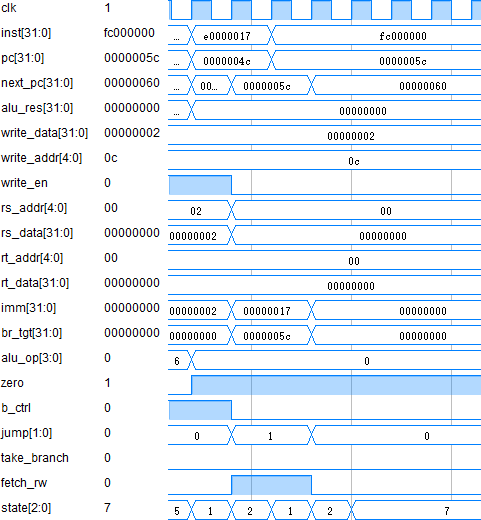 clk 1
inst[31:0] fc000000 ... e0000017 fc000000
pc[31:0] 0000005c ... 0000004c 0000005c
next_pc[31:0] 00000060 ... 00... 0000005c 00000060
alu_res[31:0] 00000000 ... 00000000
write_data[31:0] 00000002 00000002
write_addr[4:0] 0c 0c
write_en 0
rs_addr[4:0] 00 02 00
rs_data[31:0] 00000000 00000002 00000000
rt_addr[4:0] 00 00
rt_data[31:0] 00000000 00000000
imm[31:0] 00000000 00000002 00000017 00000000
br_tgt[31:0] 00000000 00000000 0000005c 00000000
alu_op[3:0] 0 6 0
zero 1
b_ctrl 0
jump[1:0] 0 0 1 0
take_branch 0
fetch_rw 0
state[2:0] 7 5 1 2 1 2 7